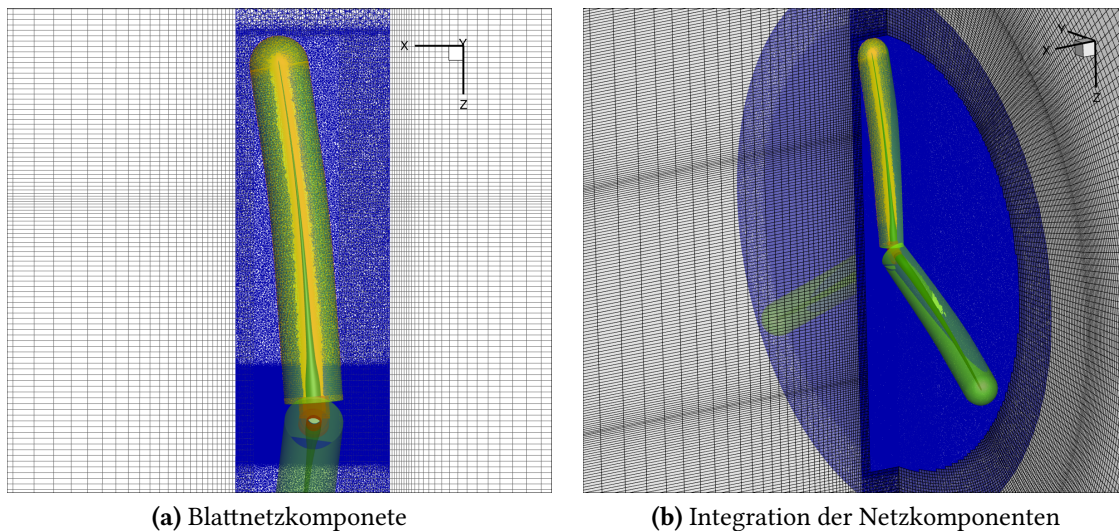 X Y
Z
Y
X
Z
(a) Blattnetzkomponete
(b) Integration der Netzkomponenten